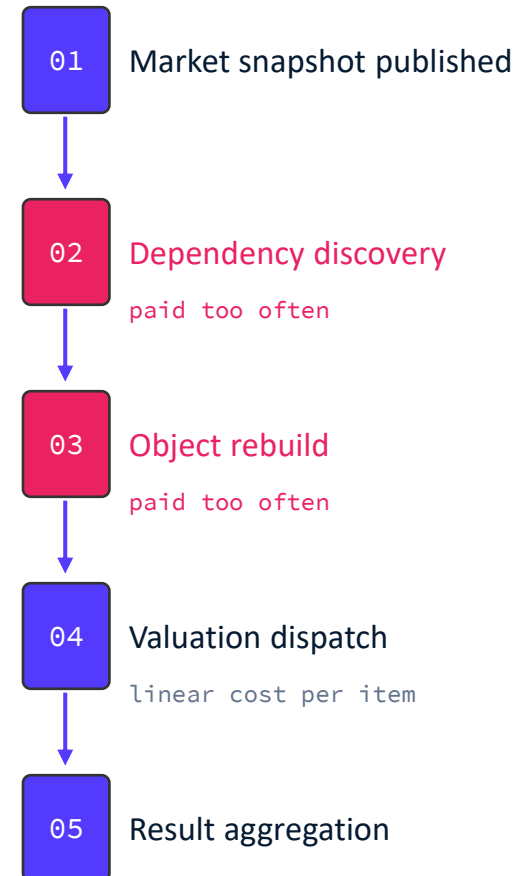 01
Market snapshot published
02
Dependency discovery
paid too often
03
Object rebuild
paid too often
04
Valuation dispatch
linear cost per item
05
Result aggregation